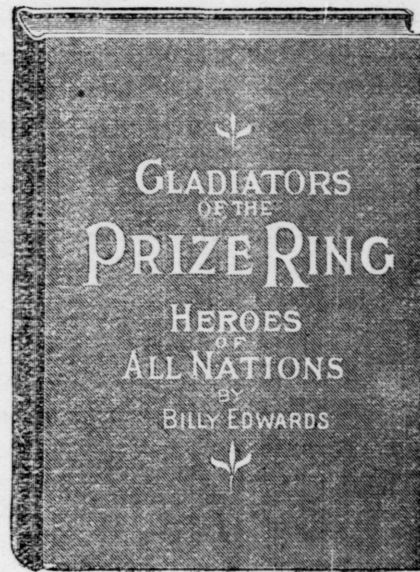 GLADIATORS
OF THE
PRIZE RING
HEROES
OF
ALL NATIONS
BY
BILLY EDWARDS